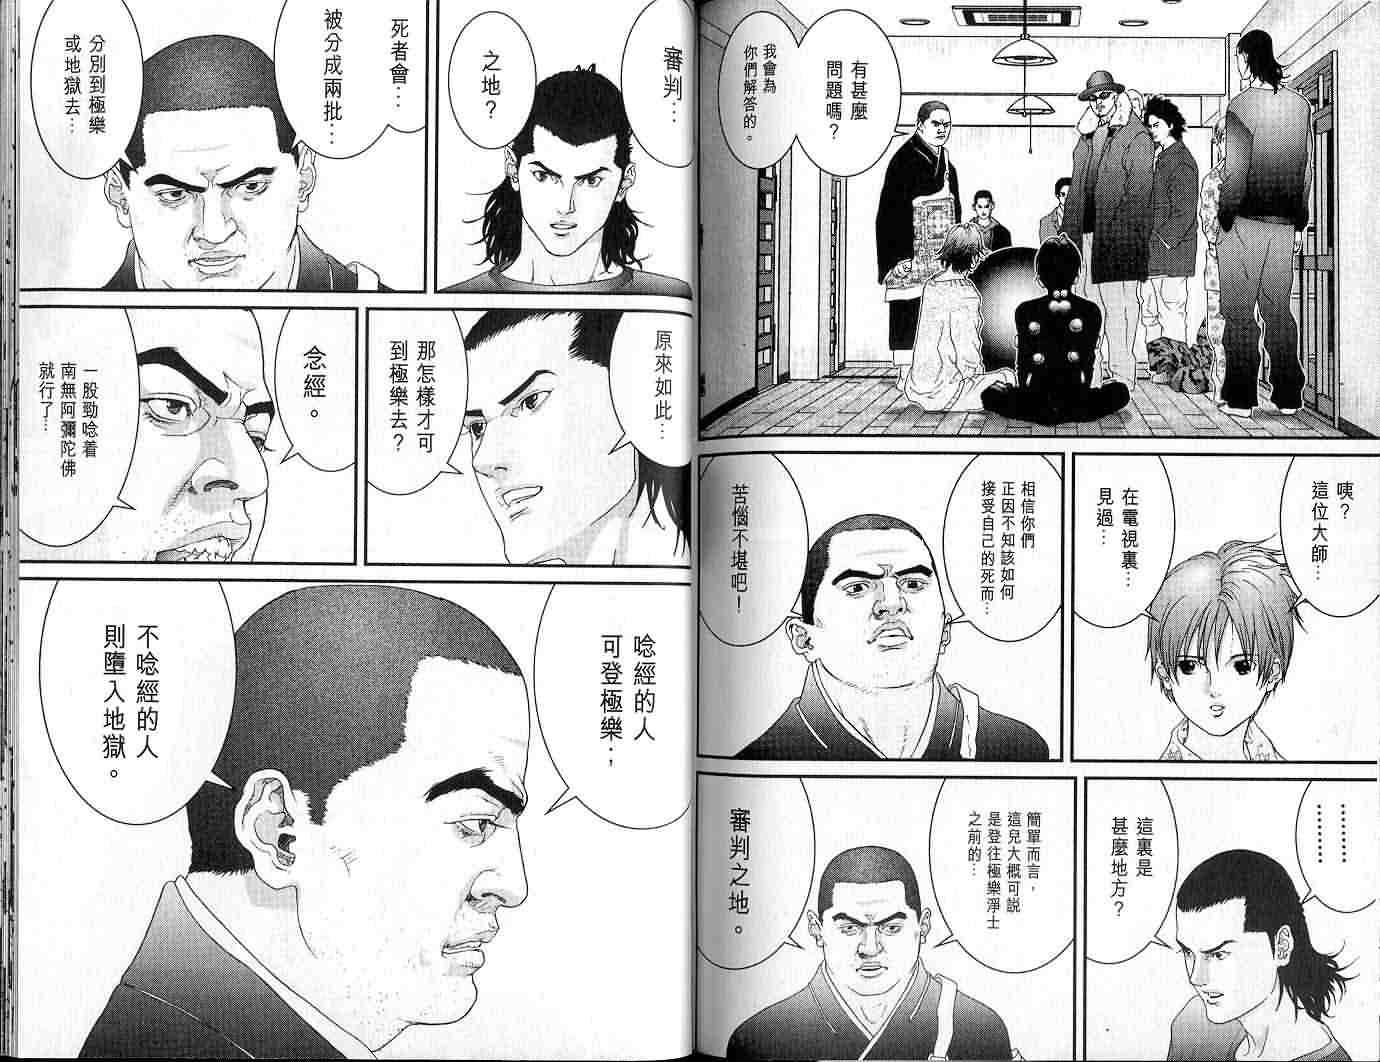 有甚麼
問題嗎？
我會為
你們解答的。
咦？
這位大師…
在電視裏…
見過…
相信你們
正因不知該如何
接受自己的死而…
苦惱不堪吧！
………
這裏是
甚麼地方？
簡單而言，
這兒大概可說
是登往極樂淨土
之前的…
審判之地。
審判…
之地？
死者會…
被分成兩批…
分別到極樂
或地獄去…
原來如此…
那怎樣才可
到極樂去？
念經。
一股勁唸着
南無阿彌陀佛
就行了…
唸經的人
可登極樂；
不唸經的人
則墮入地獄。